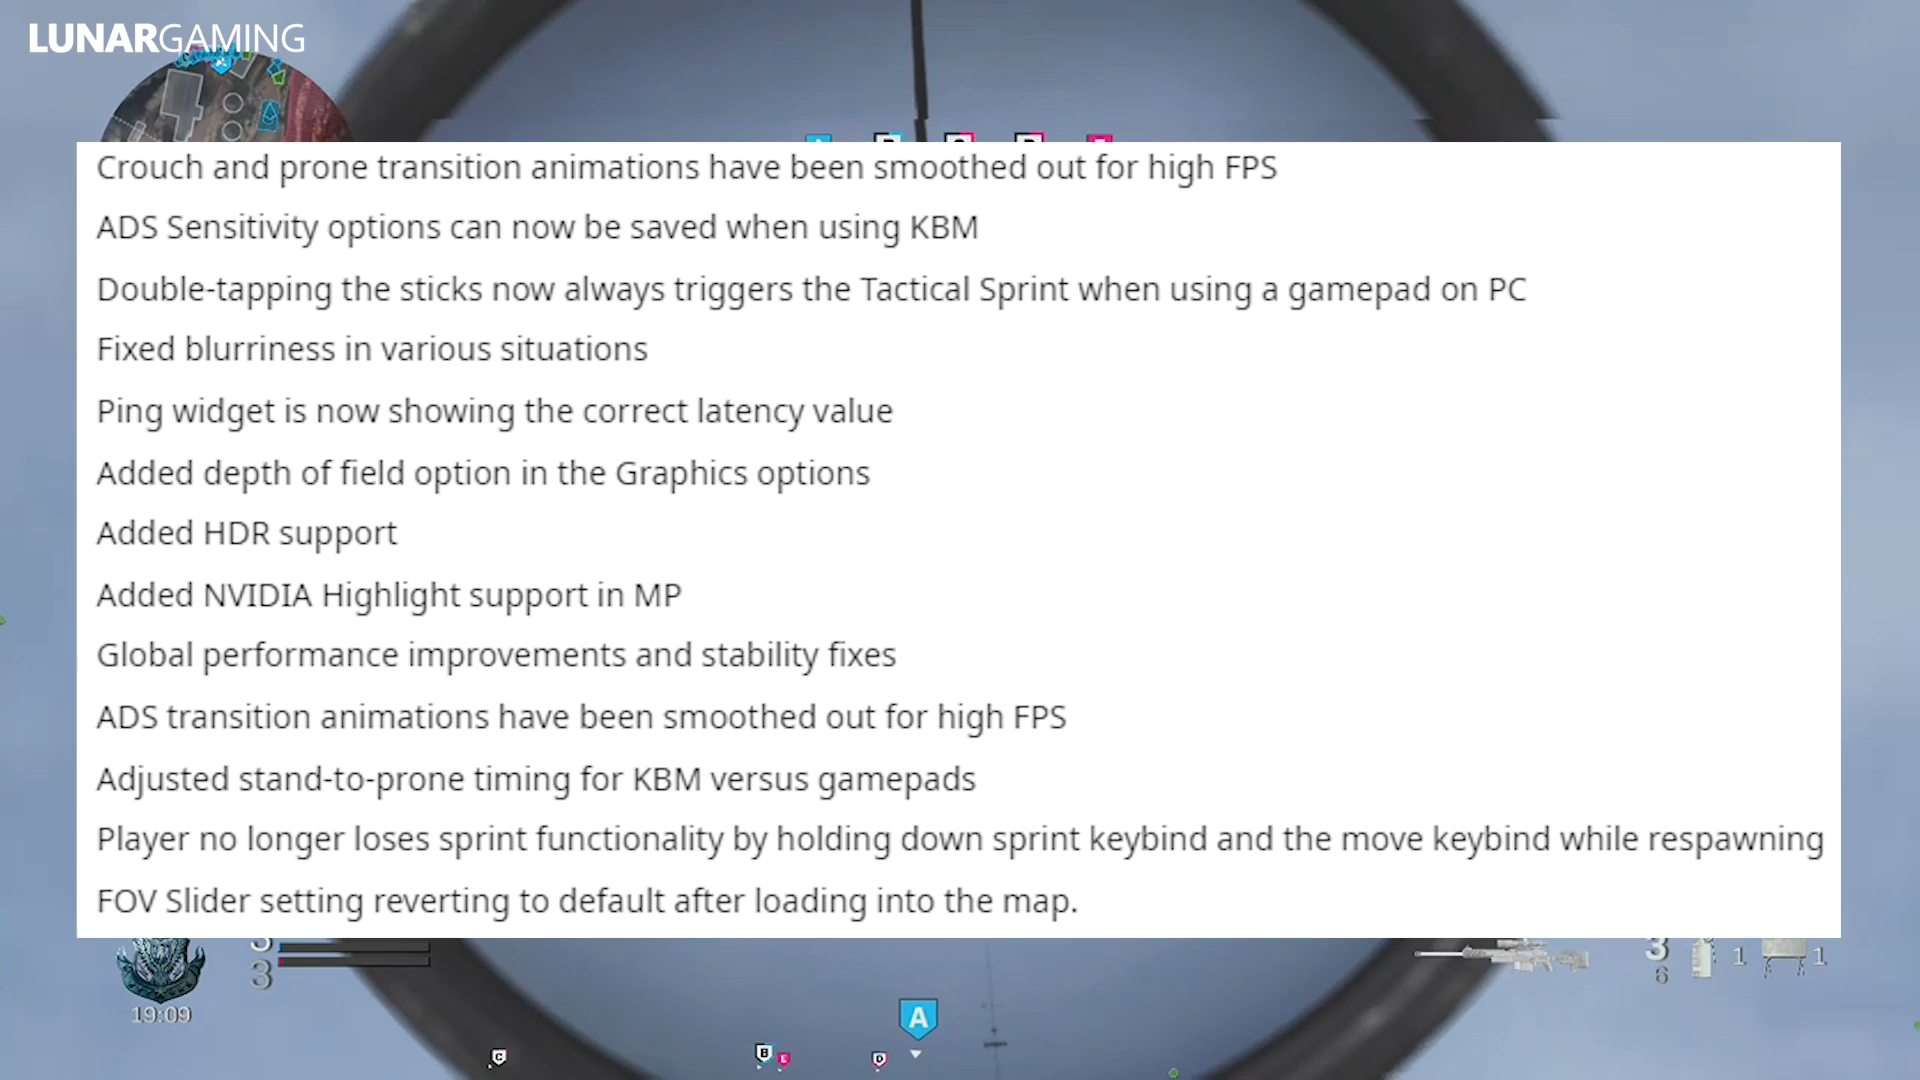 LUNARGAMING
Crouch and prone transition animations have been smoothed out for high FPS
ADS Sensitivity options can now be saved when using KBM
Double-tapping the sticks now always triggers the Tactical Sprint when using a gamepad on PC
Fixed blurriness in various situations
Ping widget is now showing the correct latency value
Added depth of field option in the Graphics options
Added HDR support
Added NVIDIA Highlight support in MP
Global performance improvements and stability fixes
ADS transition animations have been smoothed out for high FPS
Adjusted stand-to-prone timing for KBM versus gamepads
Player no longer loses sprint functionality by holding down sprint keybind and the move keybind while respawning
FOV Slider setting reverting to default after loading into the map.
3 3 1 1
3 6
19:09
A
C B E D